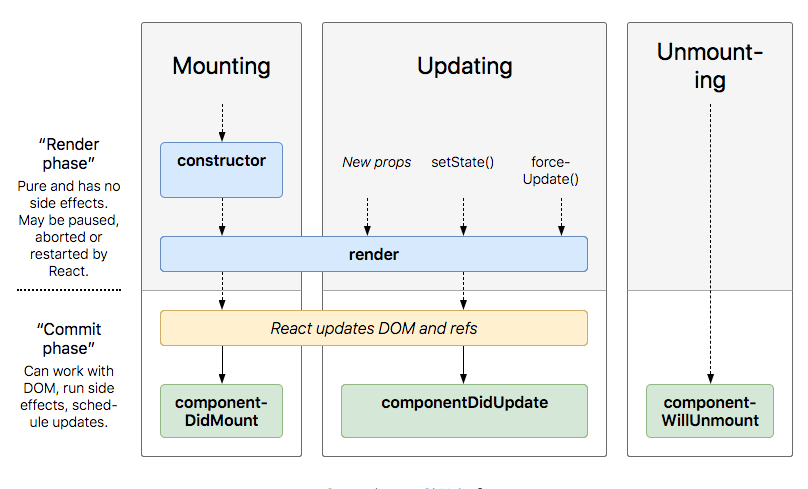 Mounting
Updating
Unmount-
ing
“Render
phase”
Pure and has no
side effects.
May be paused,
aborted or
restarted by
React.
constructor
New props
setState()
force-
Update()
render
“Commit
phase”
Can work with
DOM, run side
effects, sched-
ule updates.
React updates DOM and refs
component-
DidMount
componentDidUpdate
component-
WillUnmount